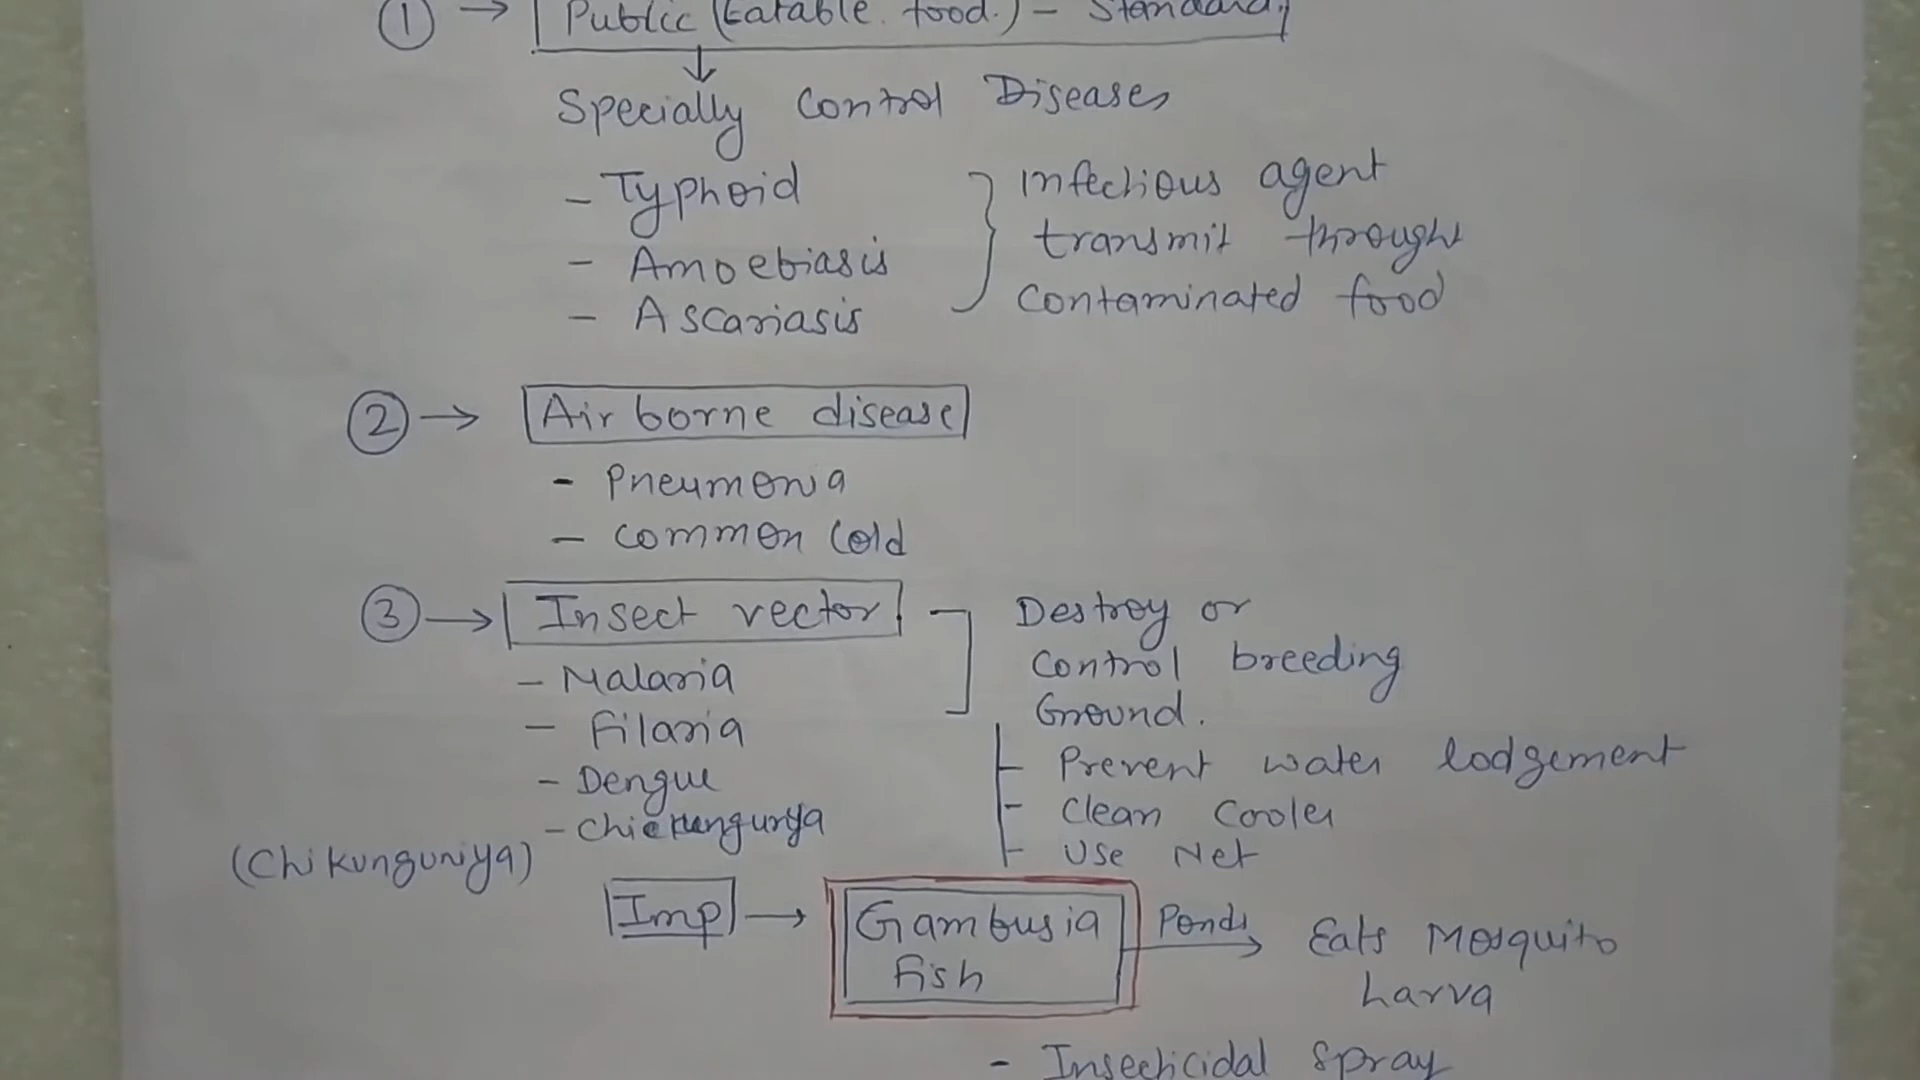 ① → Public (Eatable food.) - Standard,
Specially Control Diseases
- Typhoid
- Amoebiasis
- Ascariasis
Infectious agent
transmit throught
Contaminated food
② → Air borne disease
- Pneumonia
- Common Cold
③ → Insect vector
- Malaria
- Filaria
- Dengue
- Chiekungunya
(Chikunguniya)
Destroy or
Control breeding
Ground.
Prevent water lodgement
- Clean Cooler
- Use Net
Imp → Gambusia Fish
Ponds → Eats Mosquito
Larva
- Insecticidal Spray